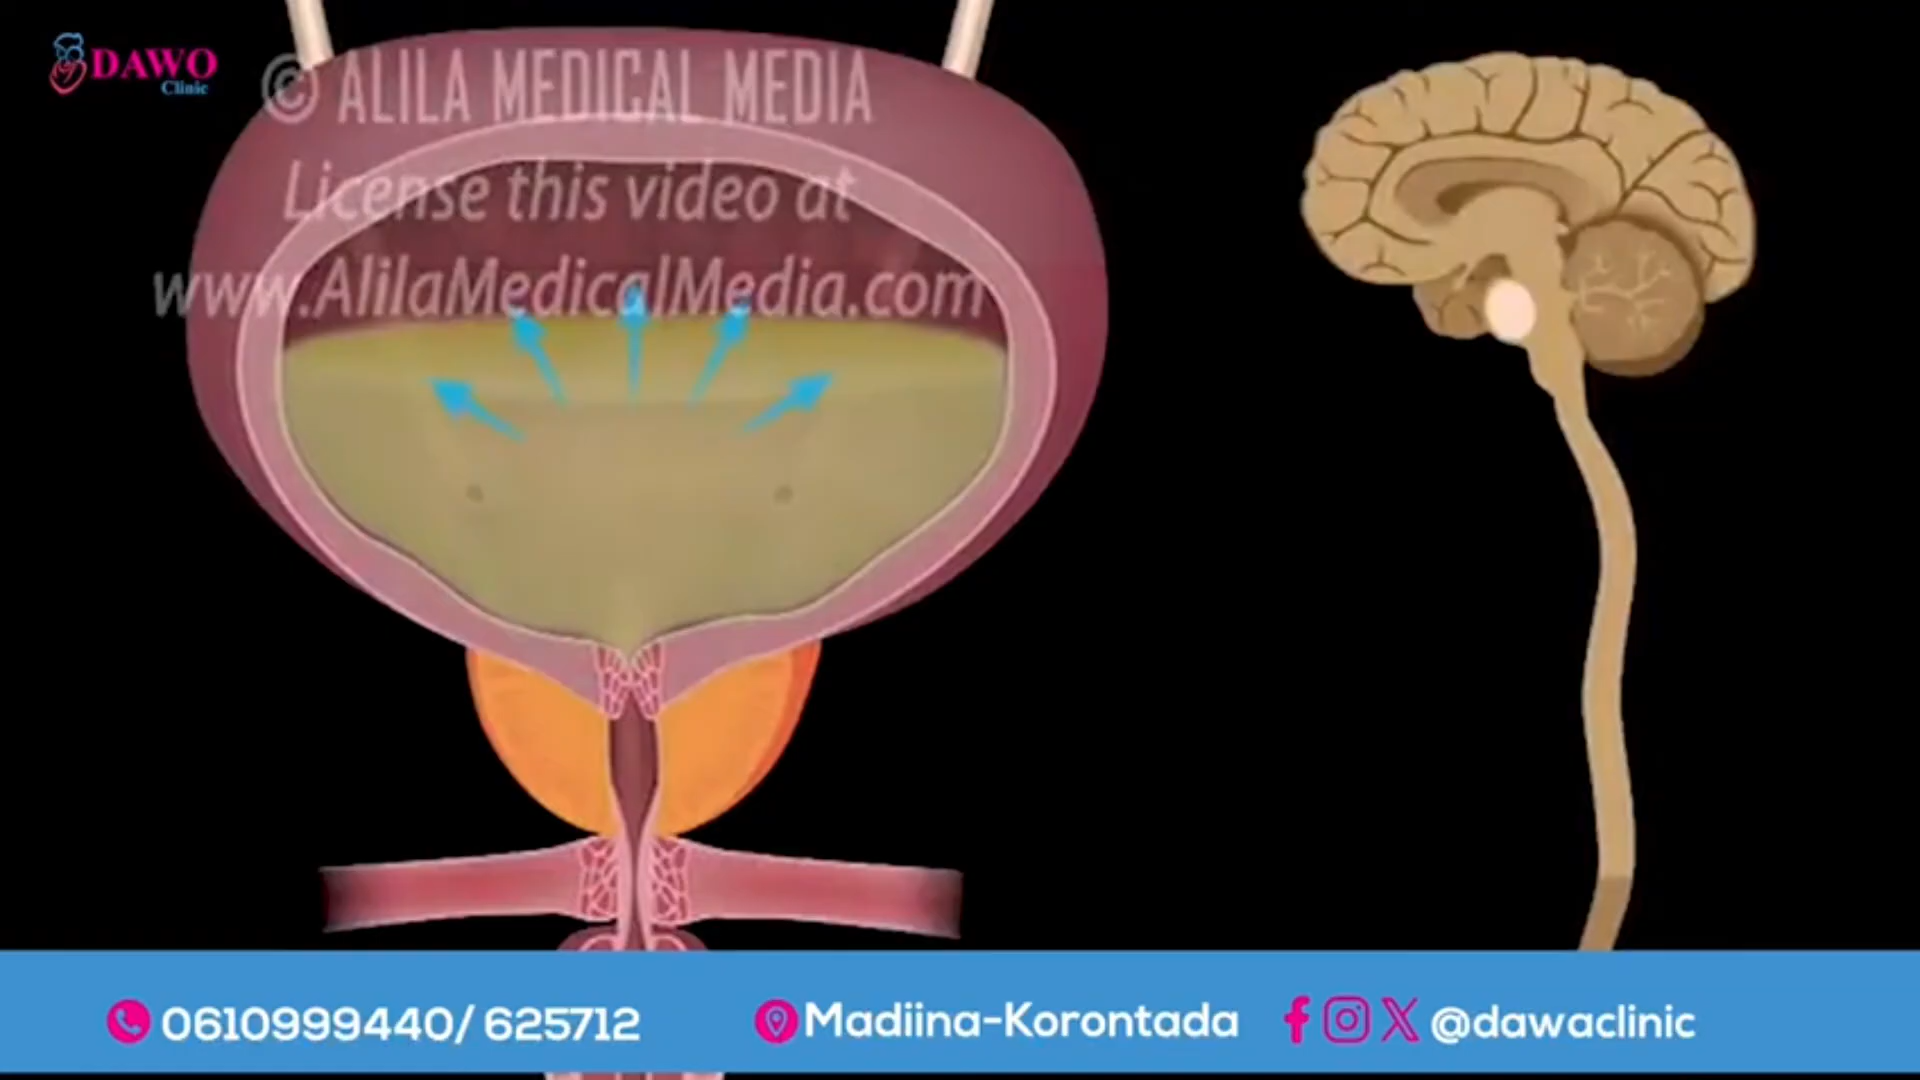 DAWO
Clinic
© ALILA MEDICAL MEDIA
License this video at
www.AlilaMedicalMedia.com
0610999440/ 625712
Madiina-Korontada
@dawaclinic